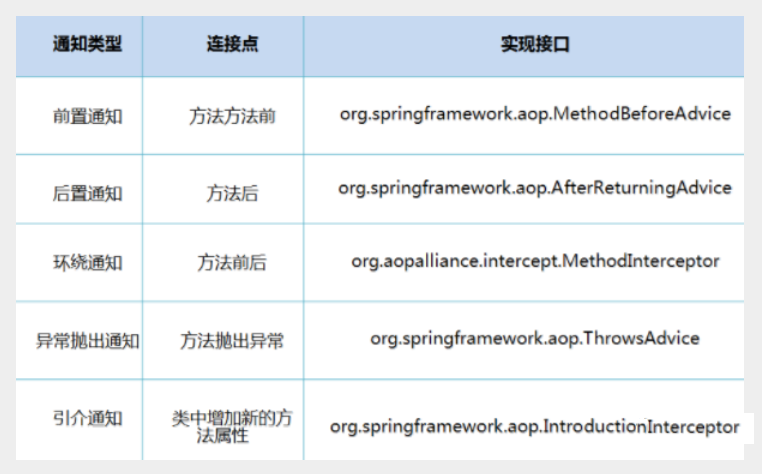 通知类型 连接点 实现接口
前置通知 方法方法前 org.springframework.aop.MethodBeforeAdvice
后置通知 方法后 org.springframework.aop.AfterReturningAdvice
环绕通知 方法前后 org.aopalliance.intercept.MethodInterceptor
异常抛出通知 方法抛出异常 org.springframework.aop.ThrowsAdvice
引介通知 类中增加新的方
法属性 org.springframework.aop.IntroductionInterceptor